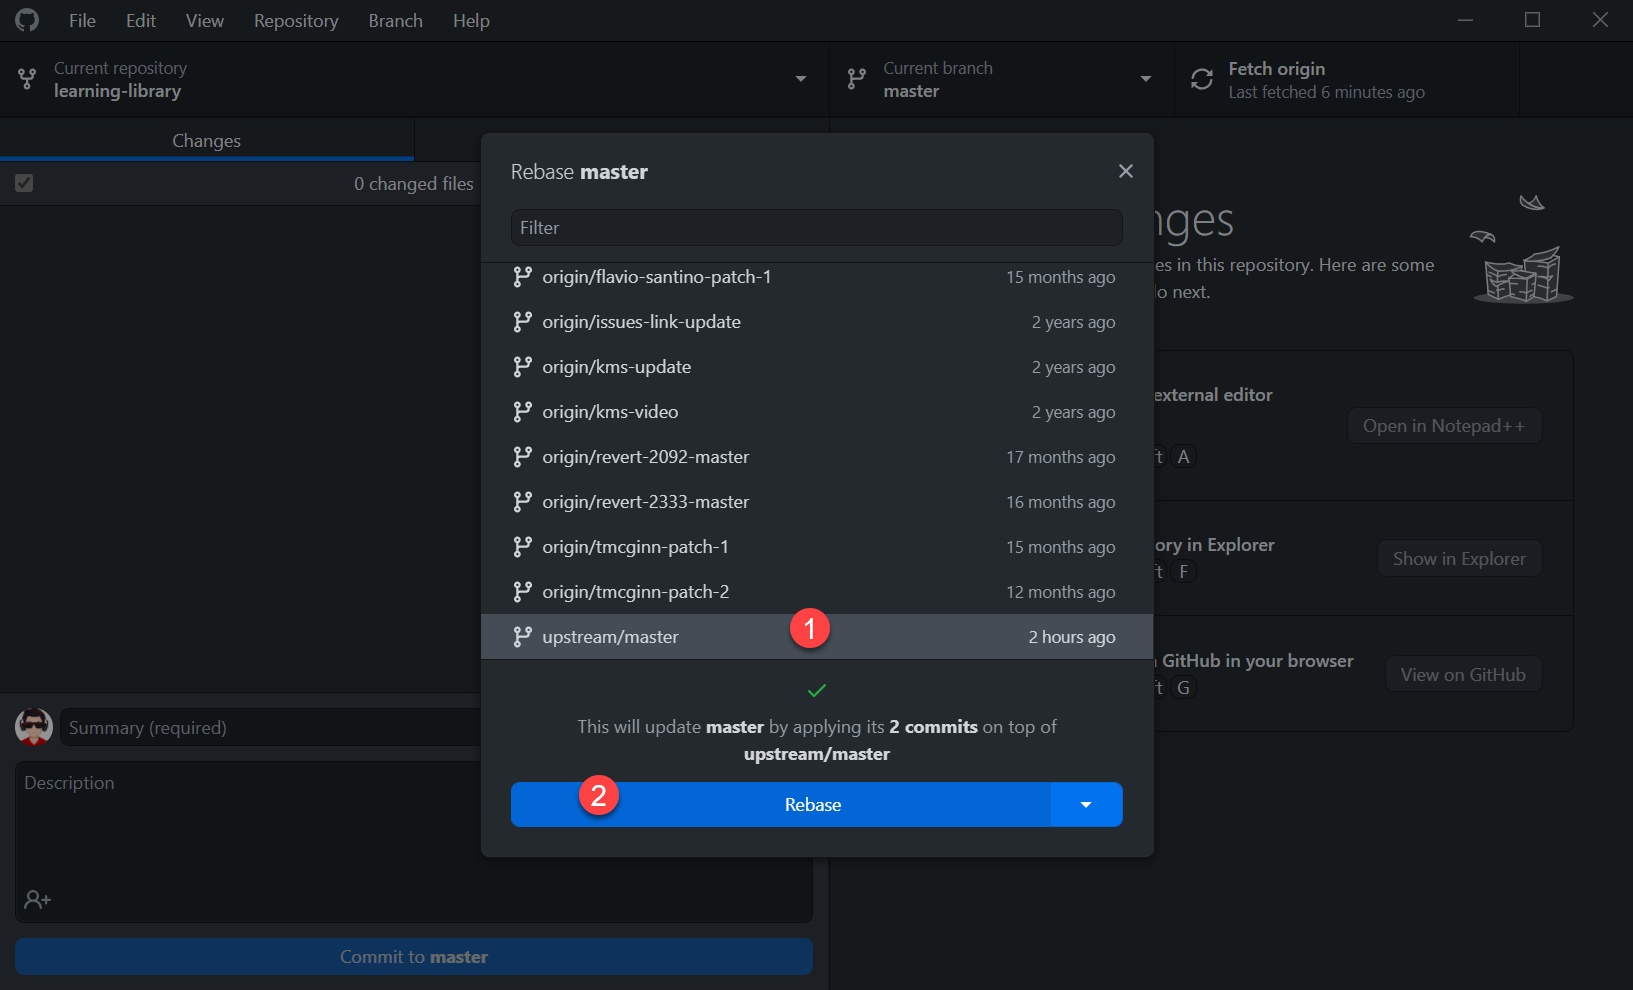 File Edit View Repository Branch Help
Current repository
learning-library
Current branch
master
Fetch origin
Last fetched 6 minutes ago
Changes
0 changed files
Rebase master
Filter
origin/flavio-santino-patch-1 15 months ago
origin/issues-link-update 2 years ago
origin/kms-update 2 years ago
origin/kms-video 2 years ago
origin/revert-2092-master 17 months ago
origin/revert-2333-master 16 months ago
origin/tmcginn-patch-1 15 months ago
origin/tmcginn-patch-2 12 months ago
upstream/master 1 2 hours ago
This will update master by applying its 2 commits on top of
upstream/master
2 Rebase
es in this repository. Here are some
o next.
external editor
Open in Notepad++
A
ory in Explorer
Show in Explorer
F
GitHub in your browser
View on GitHub
G
Summary (required)
Description
Commit to master